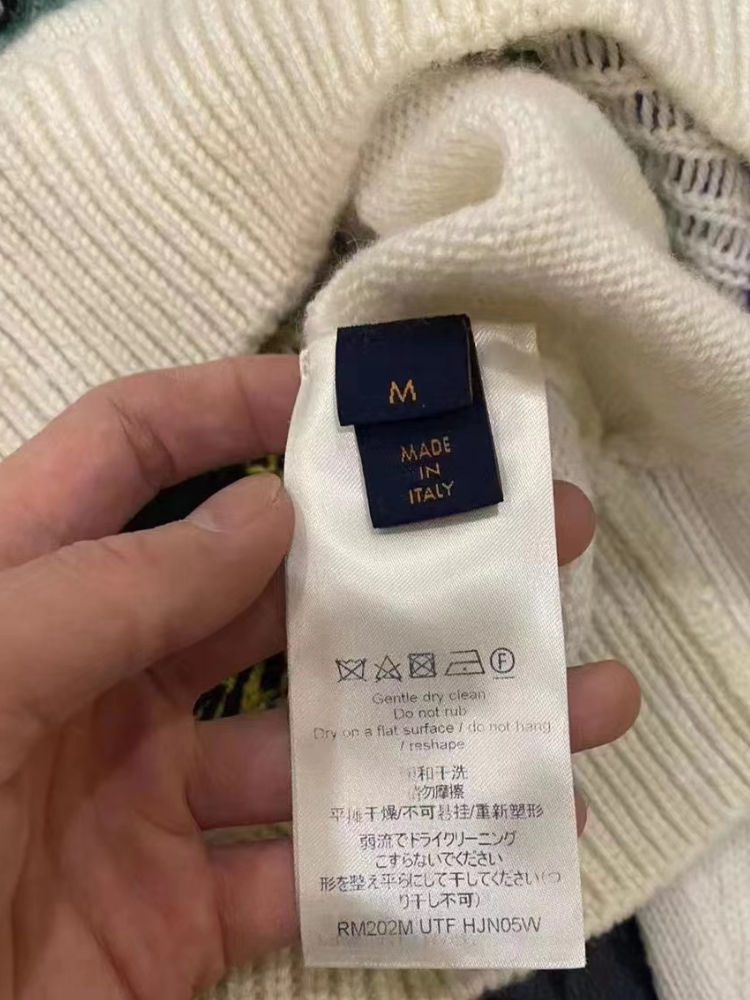 M
MADE
IN
ITALY
F
Gentle dry clean
Do not rub
Dry on a flat surface / do not hang
/ reshape
和干洗
勿摩擦
平摊干燥/不可悬挂/重新塑形
弱流でドライクリーニング
こすらないでください
形を整え平らにして干してください(つ
り干し不可)
RM202M UTF HJN05W